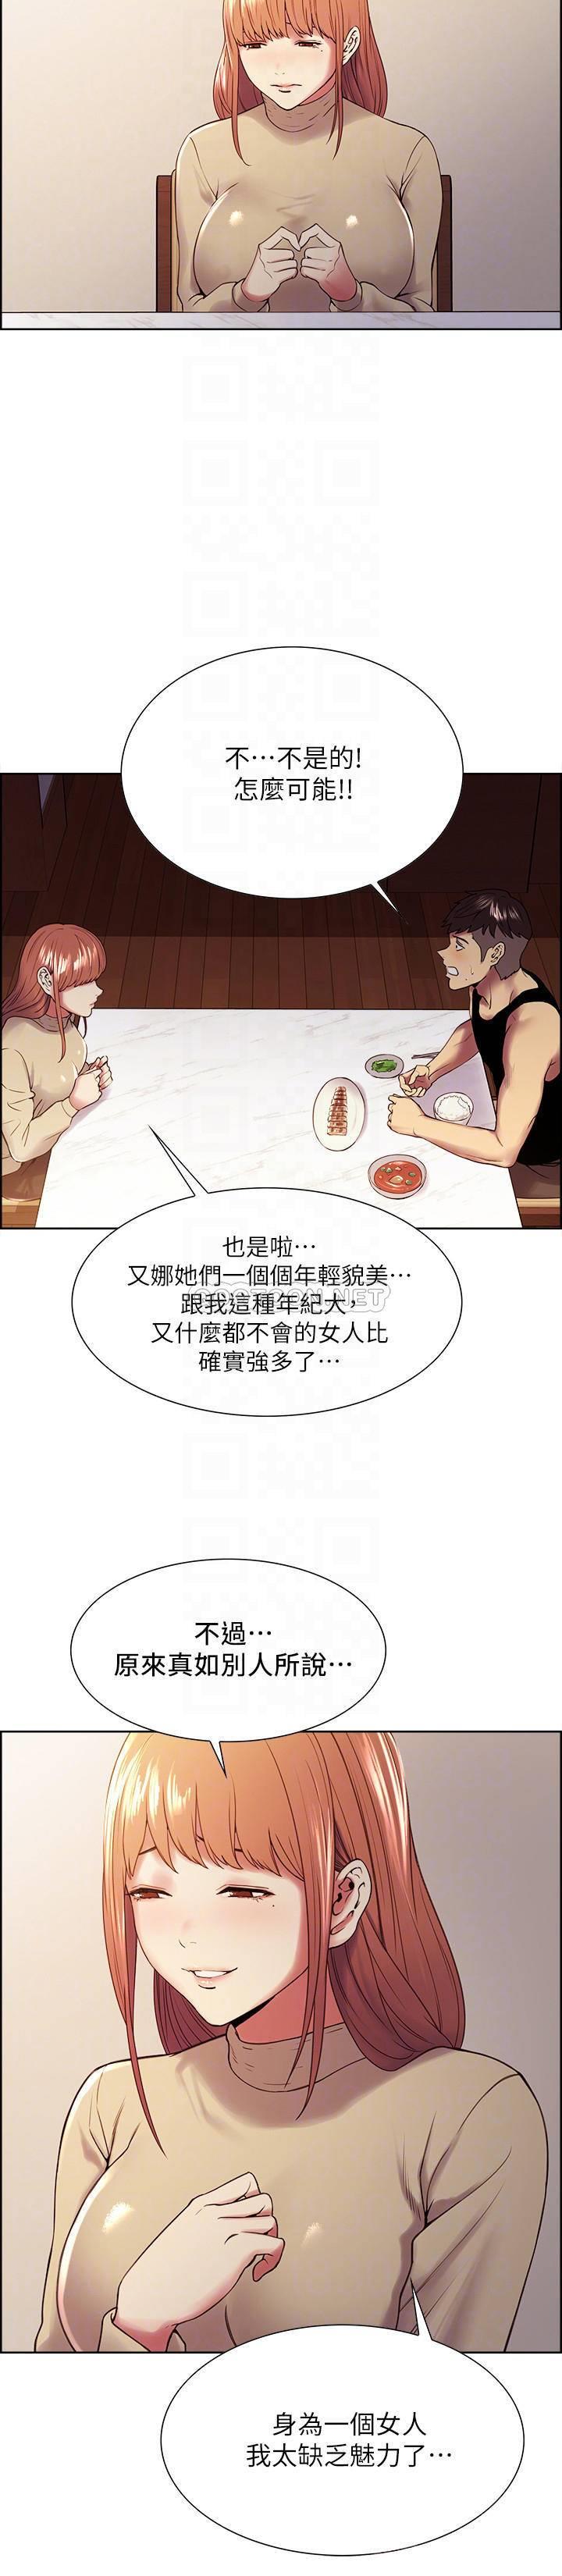 不…不是的!
怎麼可能!!
也是啦…
又娜她們一個個年輕貌美…
跟我這種年紀大,
又什麼都不會的女人比
確實強多了…
不過…
原來真如別人所說…
身為一個女人
我太缺乏魅力了…